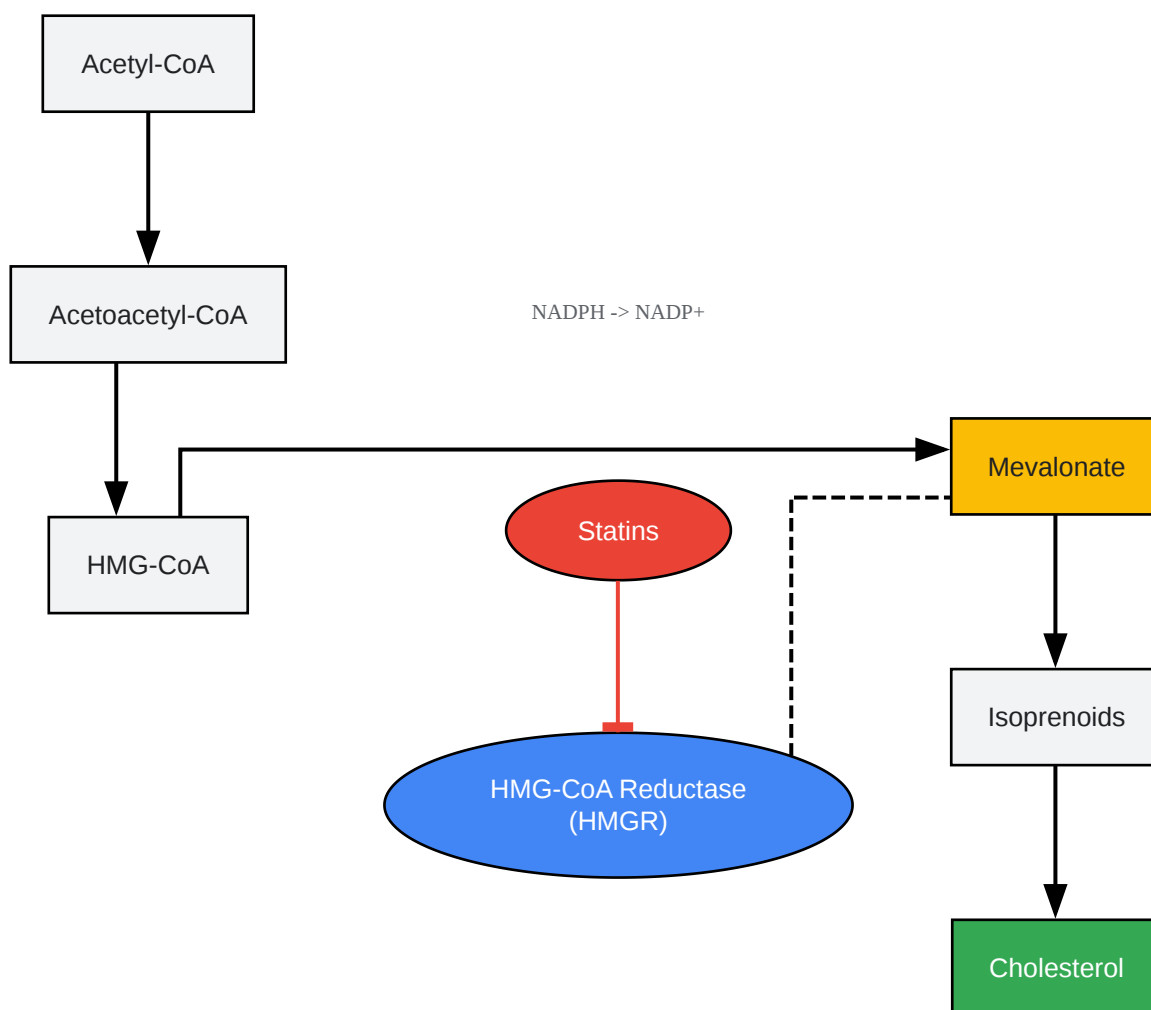 Acetyl-CoA
Acetoacetyl-CoA
NADPH -> NADP+
Mevalonate
Statins
HMG-CoA
Isoprenoids
HMG-CoA Reductase
(HMGR)
Cholesterol